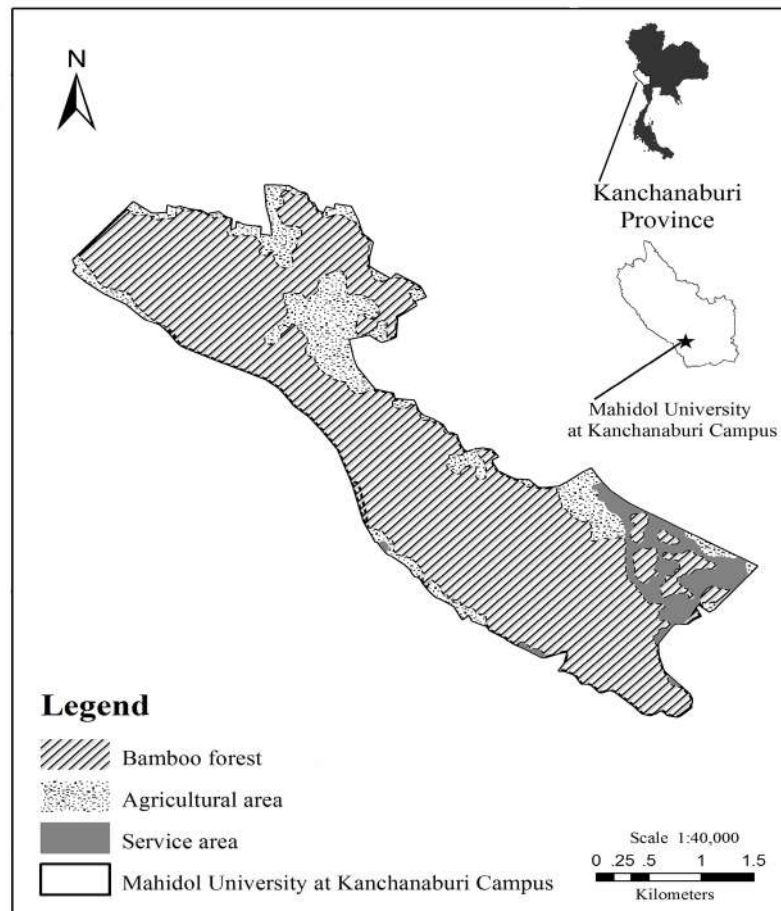 N
Kanchanaburi
Province
Mahidol University
at Kanchanaburi Campus
Legend
Bamboo forest
Agricultural area
Service area
Mahidol University at Kanchanaburi Campus
Scale 1:40,000
0 .25 .5 1 1.5
Kilometers